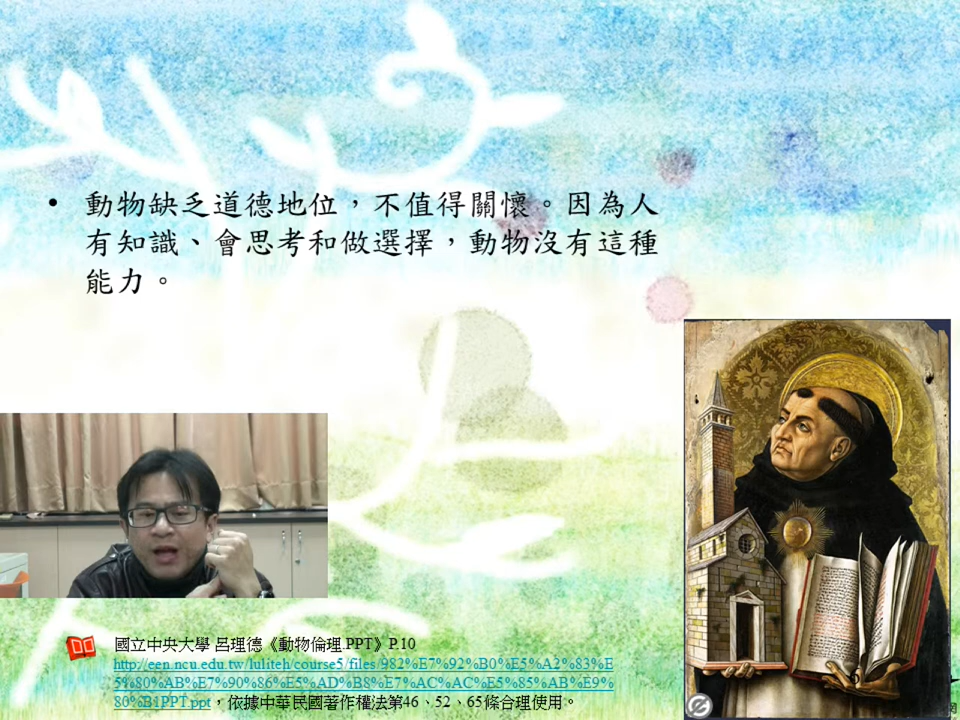 • 動物缺乏道德地位，不值得關懷。因為人
有知識、會思考和做選擇，動物沒有這種
能力。
國立中央大學 呂理德《動物倫理.PPT》P.10
http://een.ncu.edu.tw/luliteh/course5/files/982%E7%92%B0%E5%A2%83%E
5%80%AB%E7%90%86%E5%AD%B8%E7%AC%AC%E5%85%AB%E9%
80%B1PPT.ppt，依據中華民國著作權法第46、52、65條合理使用。